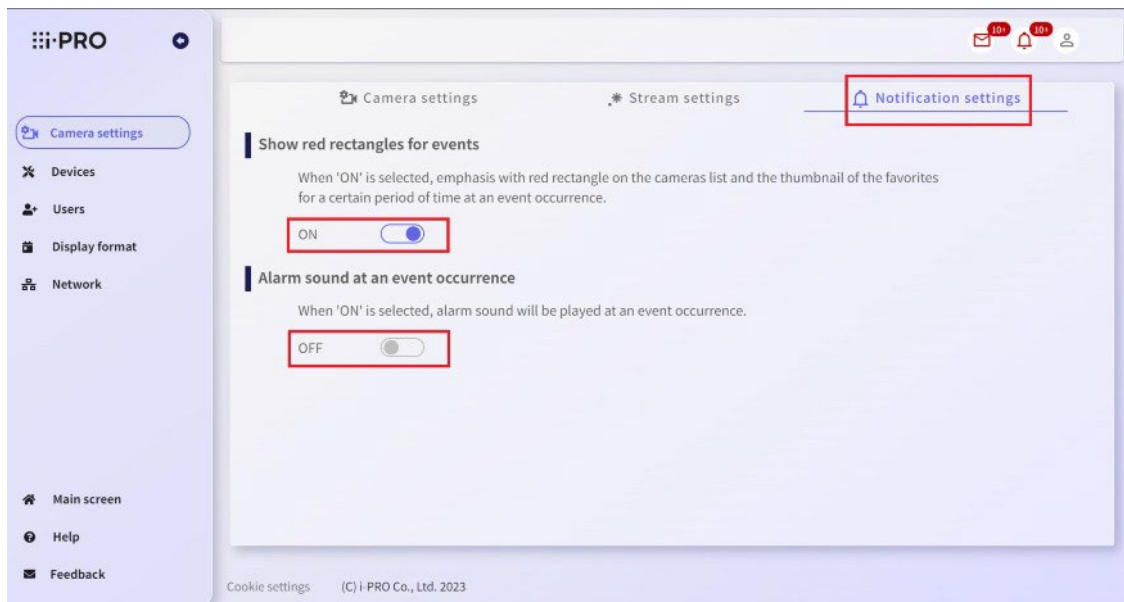 i-PRO
10+
10+
Camera settings
Stream settings
Notification settings
Camera settings
Devices
Users
Display format
Network
Main screen
Help
Feedback
Show red rectangles for events
When 'ON' is selected, emphasis with red rectangle on the cameras list and the thumbnail of the favorites
for a certain period of time at an event occurrence.
ON
Alarm sound at an event occurrence
When 'ON' is selected, alarm sound will be played at an event occurrence.
OFF
Cookie settings
(C) i-PRO Co., Ltd. 2023